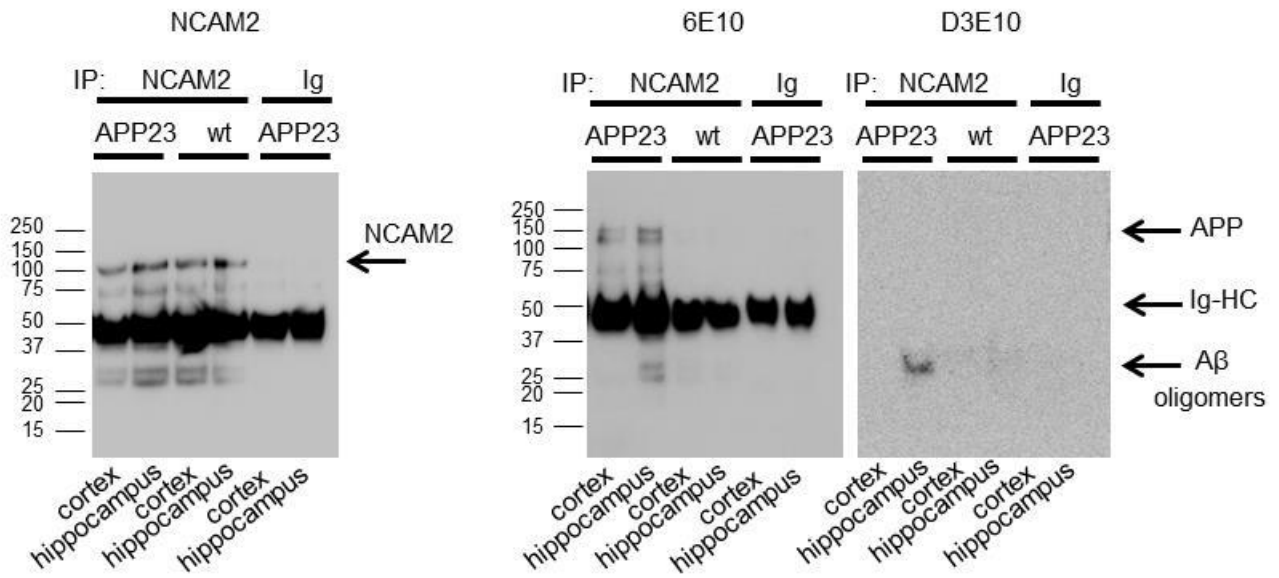 NCAM2
6E10
D3E10
IP: NCAM2 Ig
IP: NCAM2 Ig
IP: NCAM2 Ig
APP23 wt APP23
APP23 wt APP23
APP23 wt APP23
250
150
100
75
50
37
25
20
15
NCAM2
250
150
100
75
50
37
25
20
15
APP
Ig-HC
Aβ
oligomers
cortex
hippocampus
cortex
hippocampus
cortex
hippocampus
cortex
hippocampus
cortex
hippocampus
cortex
hippocampus
cortex
hippocampus
cortex
hippocampus
cortex
hippocampus